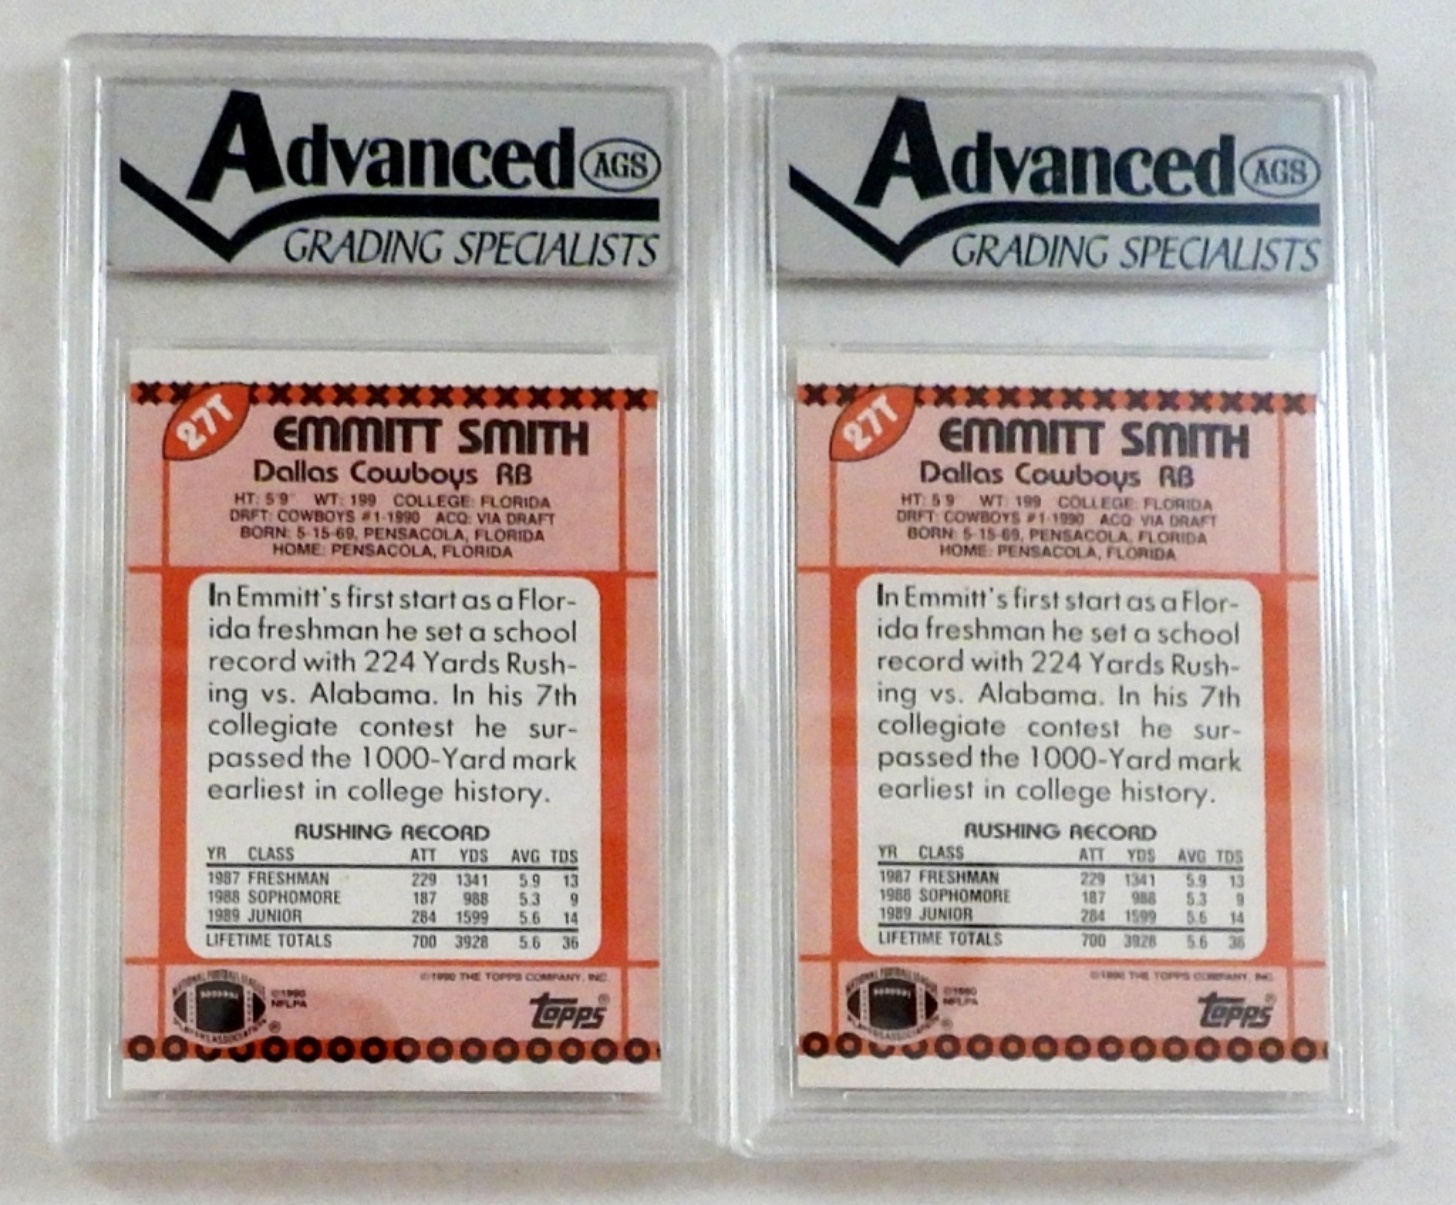 Advanced AGS
GRADING SPECIALISTS
27T
EMMITT SMITH
Dallas Cowboys RB
HT: 5'9" WT: 199 COLLEGE: FLORIDA
DRFT: COWBOYS #1-1990 ACQ: VIA DRAFT
BORN: 5-15-69, PENSACOLA, FLORIDA
HOME: PENSACOLA, FLORIDA
In Emmitt's first start as a Flor-
ida freshman he set a school
record with 224 Yards Rush-
ing vs. Alabama. In his 7th
collegiate contest he sur-
passed the 1000-Yard mark
earliest in college history.
RUSHING RECORD
YR CLASS ATT YDS AVG TDS
1987 FRESHMAN 229 1341 5.9 13
1988 SOPHOMORE 187 988 5.3 9
1989 JUNIOR 284 1599 5.6 14
LIFETIME TOTALS 700 3928 5.6 36
©1990 THE TOPPS COMPANY, INC.
©1990
NFLPA
Topps®
Advanced AGS
GRADING SPECIALISTS
27T
EMMITT SMITH
Dallas Cowboys RB
HT: 5'9" WT: 199 COLLEGE: FLORIDA
DRFT: COWBOYS #1-1990 ACQ: VIA DRAFT
BORN: 5-15-69, PENSACOLA, FLORIDA
HOME: PENSACOLA, FLORIDA
In Emmitt's first start as a Flor-
ida freshman he set a school
record with 224 Yards Rush-
ing vs. Alabama. In his 7th
collegiate contest he sur-
passed the 1000-Yard mark
earliest in college history.
RUSHING RECORD
YR CLASS ATT YDS AVG TDS
1987 FRESHMAN 229 1341 5.9 13
1988 SOPHOMORE 187 988 5.3 9
1989 JUNIOR 284 1599 5.6 14
LIFETIME TOTALS 700 3928 5.6 36
©1990 THE TOPPS COMPANY, INC.
©1990
NFLPA
Topps®